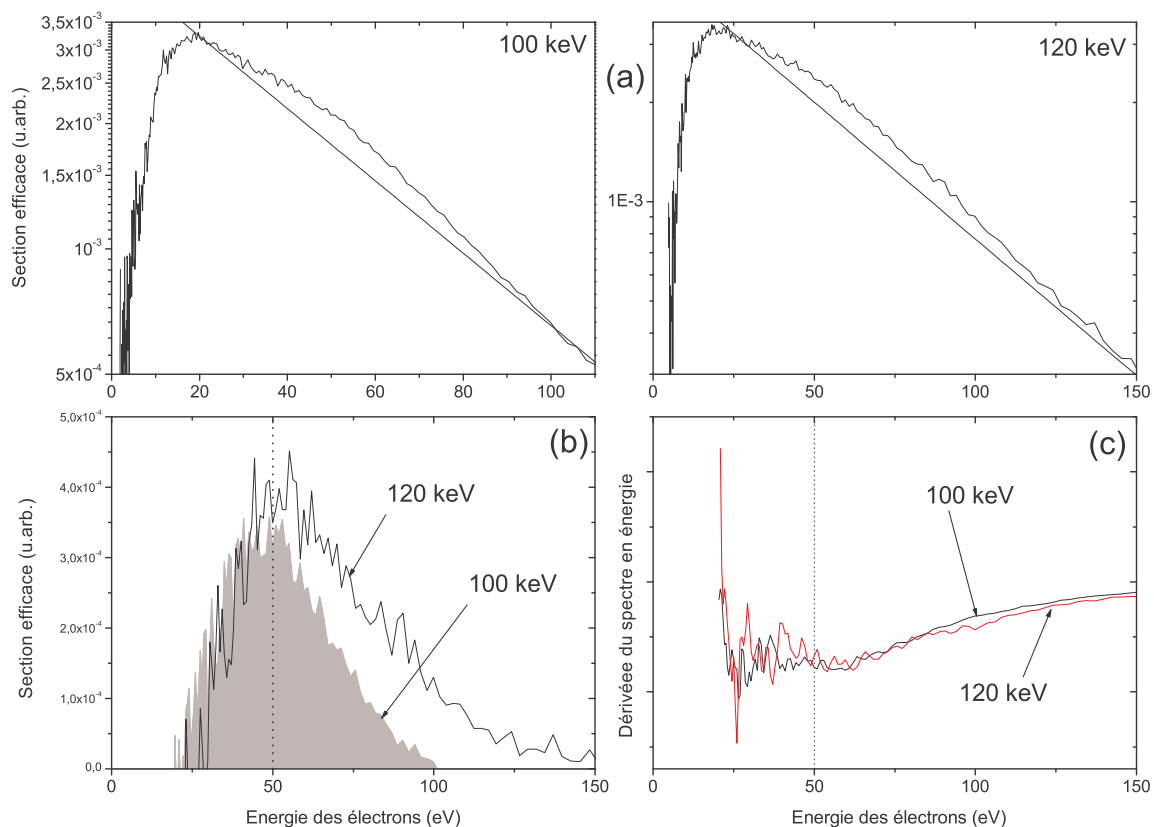 3,5x10⁻³
3x10⁻³
2,5x10⁻³
2x10⁻³
1,5x10⁻³
10⁻³
5x10⁻⁴
Section efficace (u.arb.)
100 keV
0 20 40 60 80 100
(a)
120 keV
1E-3
0 50 100 150
5,0x10⁻⁴
4,0x10⁻⁴
3,0x10⁻⁴
2,0x10⁻⁴
1,0x10⁻⁴
0,0
Section efficace (u.arb.)
(b)
120 keV
100 keV
0 50 100 150
Energie des électrons (eV)
Dérivéee du spectre en énergie
(c)
100 keV
120 keV
0 50 100 150
Energie des électrons (eV)